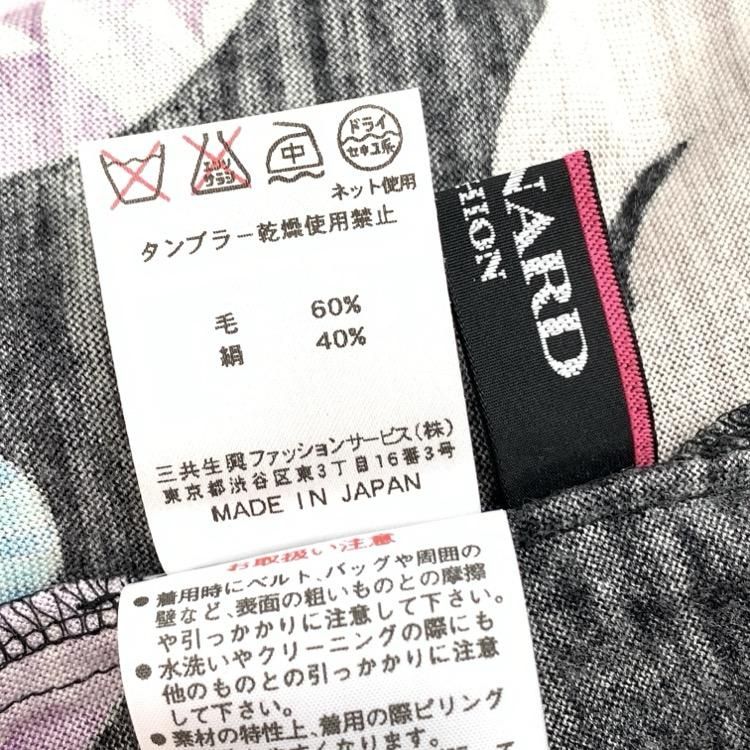 エンソ
サラシ
中
ドライ
セキユ系
ネット使用
タンブラー乾燥使用禁止
毛 60%
絹 40%
三共生興ファッションサービス(株)
東京都渋谷区東3丁目16番3号
MADE IN JAPAN
NARD
HION
お取扱い注意
●着用時にベルト、バッグや周囲の
壁など、表面の粗いものとの摩擦
や引っかかりに注意して下さい。
●水洗いやクリーニングの際にも
他のものとの引っかかりに注意
して下さい。
●素材の特性上、着用の際ピリング